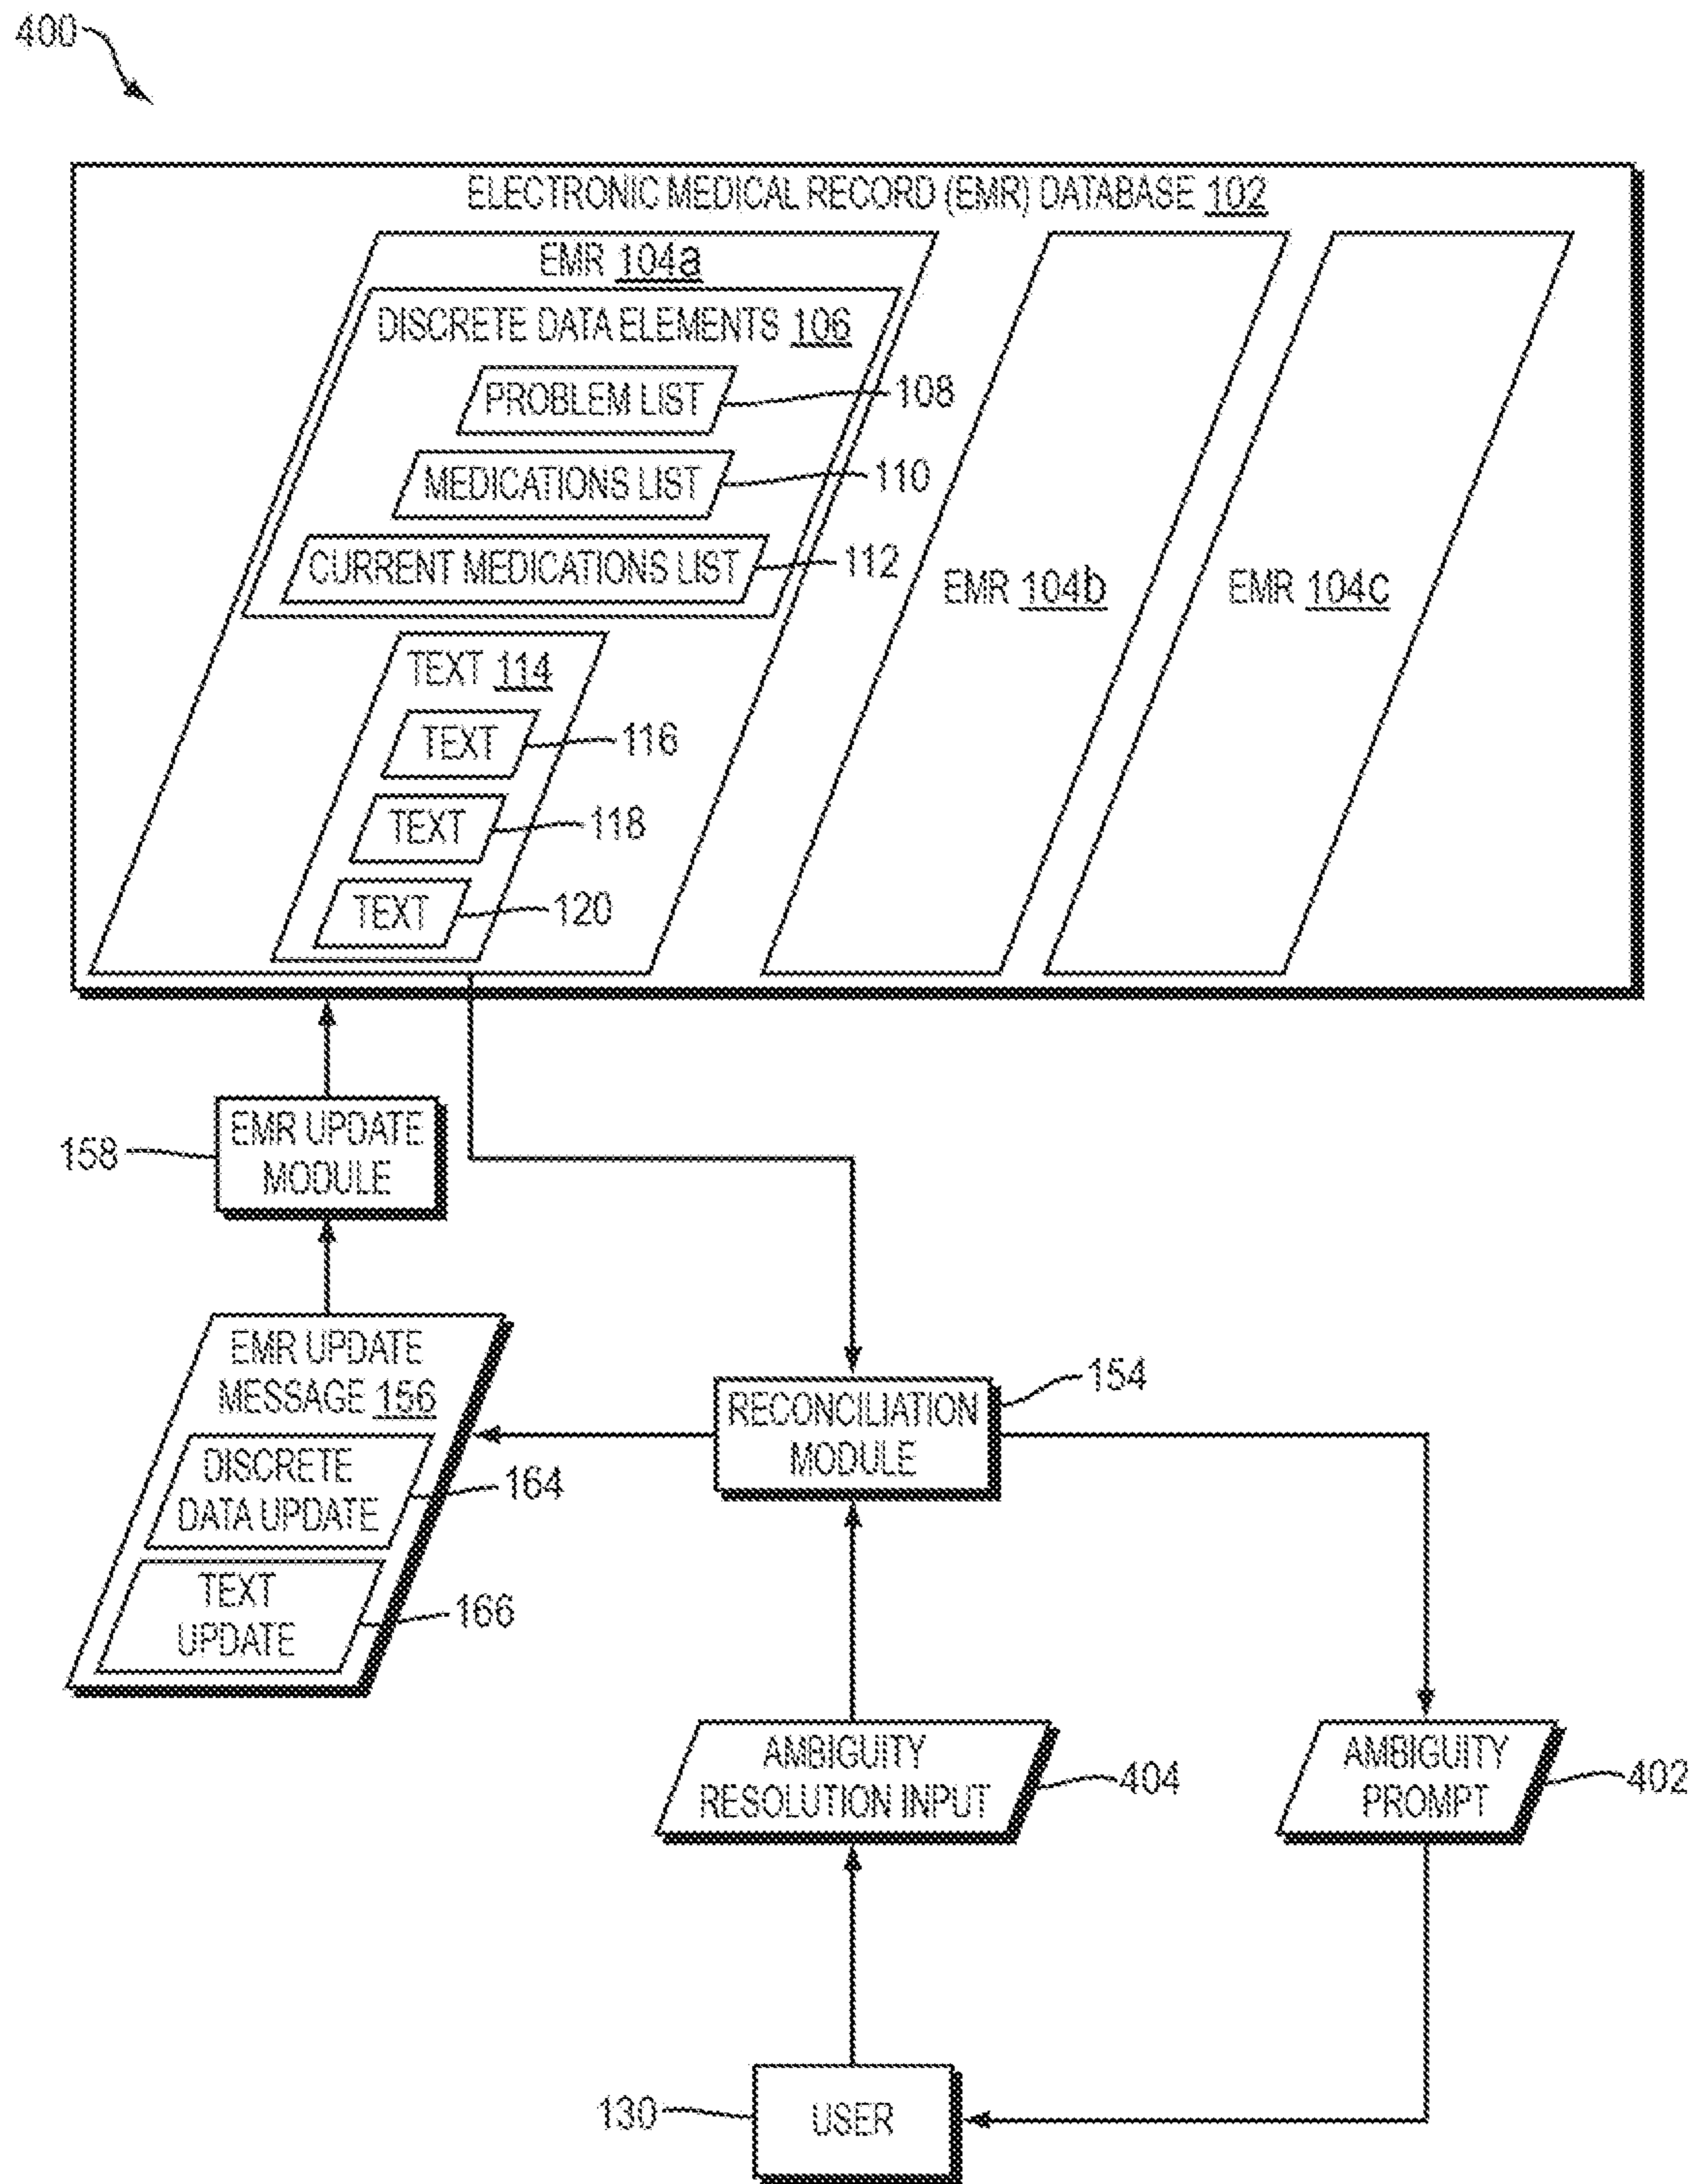 400
ELECTRONIC MEDICAL RECORD (EMR) DATABASE 102
EMR 104a
DISCRETE DATA ELEMENTS 106
PROBLEM LIST
108
MEDICATIONS LIST
110
CURRENT MEDICATIONS LIST
112
EMR 104b
EMR 104c
TEXT 114
TEXT
116
TEXT
118
TEXT
120
158
EMR UPDATE
MODULE
EMR UPDATE
MESSAGE 156
DISCRETE
DATA UPDATE
164
TEXT
UPDATE
166
RECONCILIATION
MODULE
154
AMBIGUITY
RESOLUTION INPUT
404
AMBIGUITY
PROMPT
402
130
USER